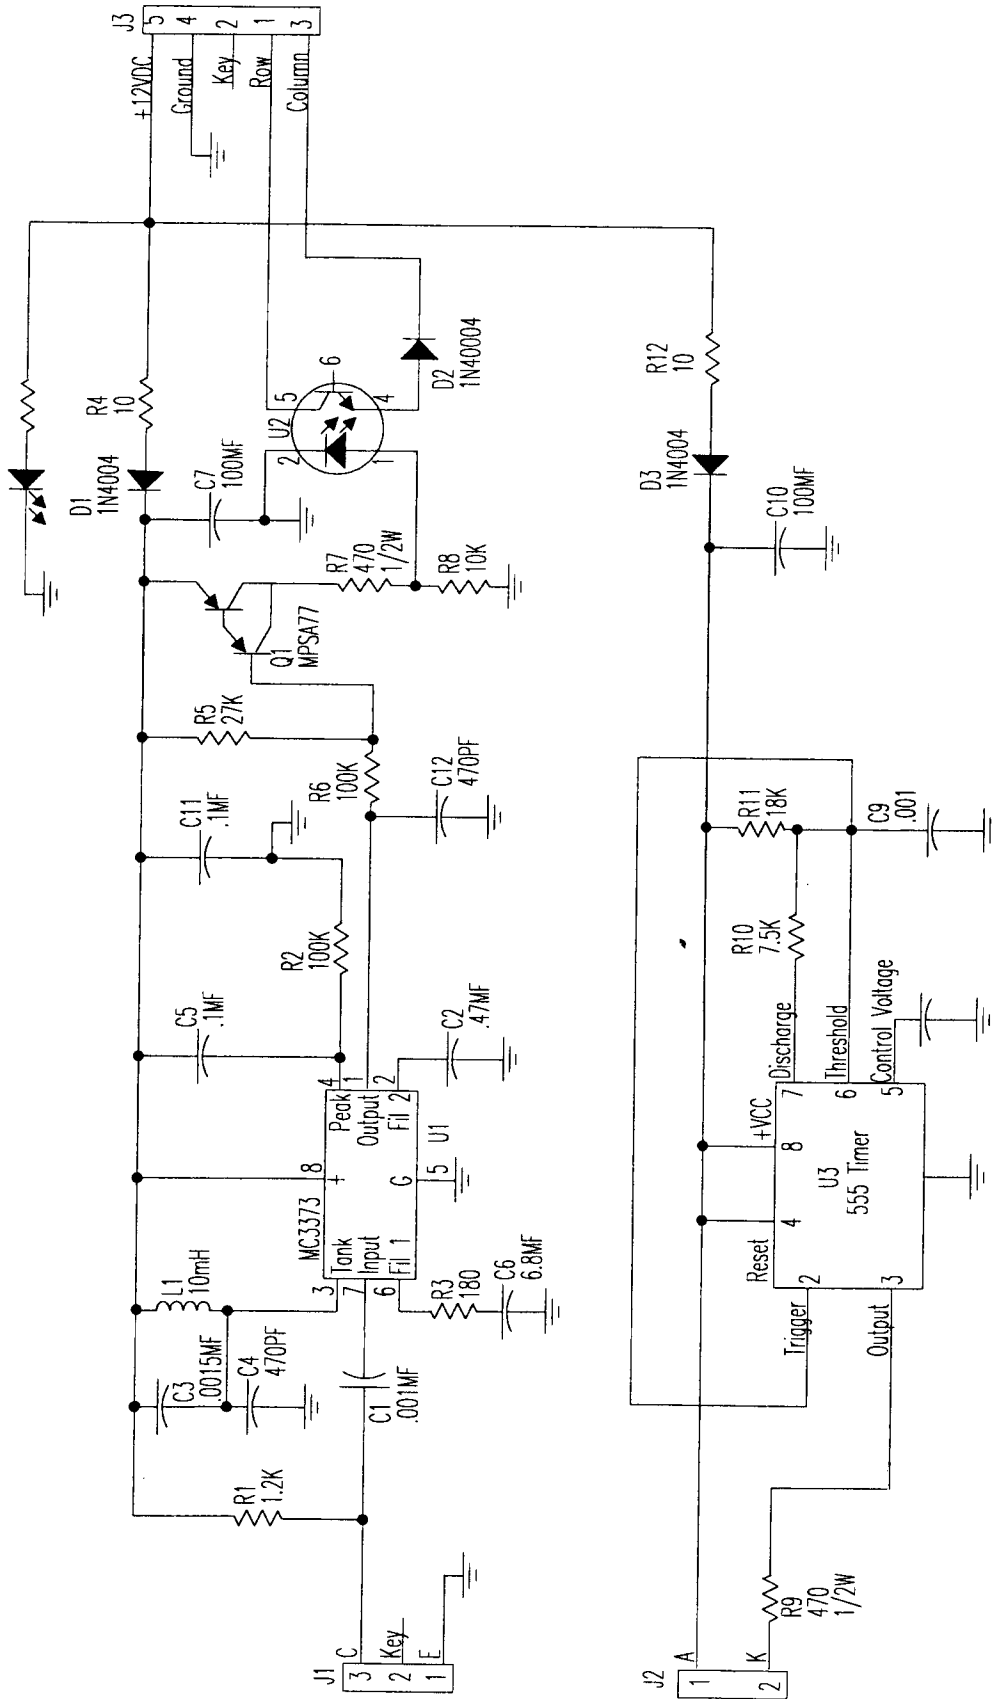 J3
5
4
2
1
3
+12VDC
Ground
Key
Row
Column
R4
10
D1
1N4004
C7
100MF
U2
5
6
4
2
1
D2
1N40004
R7
470
1/2W
R8
10K
Q1
MPSA77
R5
27K
R6
100K
C12
470PF
C11
.1MF
R2
100K
C5
.1MF
C2
.47MF
MC3373
U1
Tank
Input
Fil 1
3
7
6
+
8
G
5
Peak
Output
Fil 2
4
1
2
L1
10mH
C3
.0015MF
C4
470PF
R3
180
C6
6.8MF
C1
.001MF
R1
1.2K
J1
3
2
1
C
Key
E
R12
10
D3
1N4004
C10
100MF
R11
18K
C9
.001
R10
7.5K
Discharge
Threshold
Control Voltage
7
6
5
+VCC
8
U3
555 Timer
Reset
4
Trigger
2
Output
3
R9
470
1/2W
J2
1
2
A
K